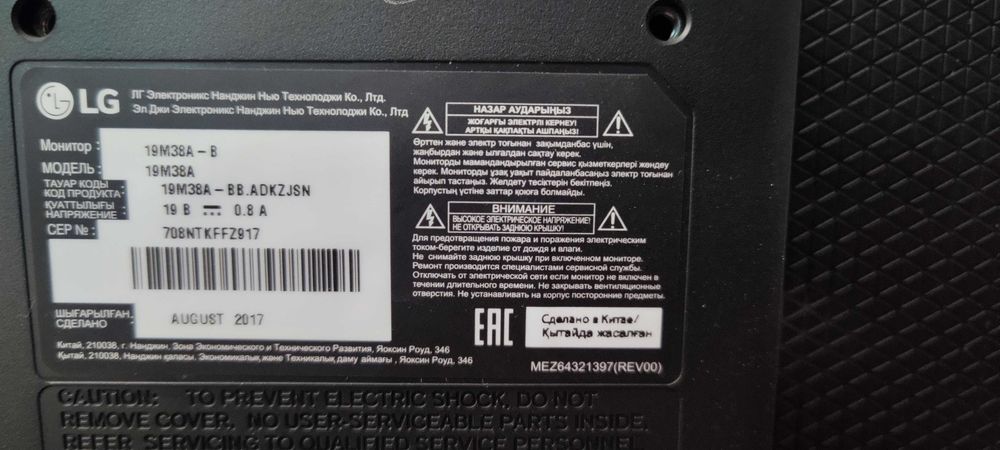 LG
ЛГ Электроникс Нанджин Нью Технолоджи Ко., Лтд.
Эл Джи Электроникс Нанджин Нью Технолоджи Ко., Лтд
Монитор : 19M38A-B
МОДЕЛЬ : 19M38A
ТАУАР КОДЫ
КОД ПРОДУКТА: 19M38A-BB.ADKZJSN
ҚУАТТЫЛЫҒЫ
НАПРЯЖЕНИЕ : 19 В 0.8 A
СЕР № : 708NTKFFZ917
ШЫҒАРЫЛҒАН:
СДЕЛАНО : AUGUST 2017
Китай, 210038, г. Нанджин, Зона Экономического и Технического Развития, Яоксин Роуд, 346
Қытай, 210038, Нанджин қаласы. Экономикалық және Техникалық даму аймағы , Яоксин Роуд, 346
НАЗАР АУДАРЫҢЫЗ
ЖОҒАРҒЫ ЭЛЕКТРЛІ КЕРНЕУ!
АРТҚЫ ҚАҚПАҚТЫ АШПАҢЫЗ!
Өрттен және электр тоғынан зақымданбас үшін,
жаңбырдан және ылғалдан сақтау керек.
Мониторды мамандандырылған сервис қызметкерлері жөндеу
керек. Мониторды ұзақ уақыт пайдаланбасаңыз электр тоғынан
айырып тастаңыз. Желдету тесіктерін бекітпеңіз.
Корпустың үстіне заттар қоюға болмайды.
ВНИМАНИЕ
ВЫСОКОЕ ЭЛЕКТРИЧЕСКОЕ НАПРЯЖЕНИЕ!
НЕ ОТКРЫВАТЬ ЗАДНЮЮ КРЫШКУ!
Для предотвращения пожара и поражения электрическим
током-берегите изделие от дождя и влаги.
Не снимайте заднюю крышку при включенном мониторе.
Ремонт производится специалистами сервисной службы.
Отключать от электрической сети если монитор не включен в
течении длительного времени. Не закрывать вентиляционные
отверстия. Не устанавливать на корпус посторонние предметы.
EAC
Сделано в Китае/
Қытайда жасалған
MEZ64321397(REV00)
CAUTION: TO PREVENT ELECTRIC SHOCK, DO NOT
REMOVE COVER. NO USER-SERVICEABLE PARTS INSIDE.
REFER SERVICING TO QUALIFIED SERVICE PERSONNEL